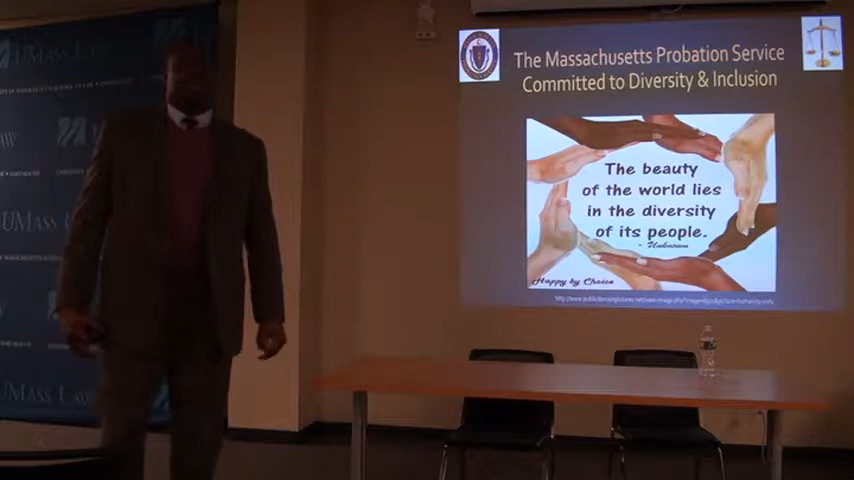 The Massachusetts Probation Service
Committed to Diversity & Inclusion
The beauty
of the world lies
in the diversity
of its people.
- Unknown
Happy by Choice
UMASS LAW
UMASS LAW
UMASS LAW